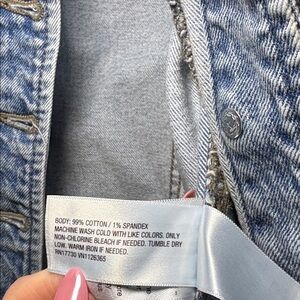 BODY: 99% COTTON / 1% SPANDEX
MACHINE WASH COLD WITH LIKE COLORS. ONLY
NON-CHLORINE BLEACH IF NEEDED. TUMBLE DRY
LOW. WARM IRON IF NEEDED.
RN17730 VN1126365